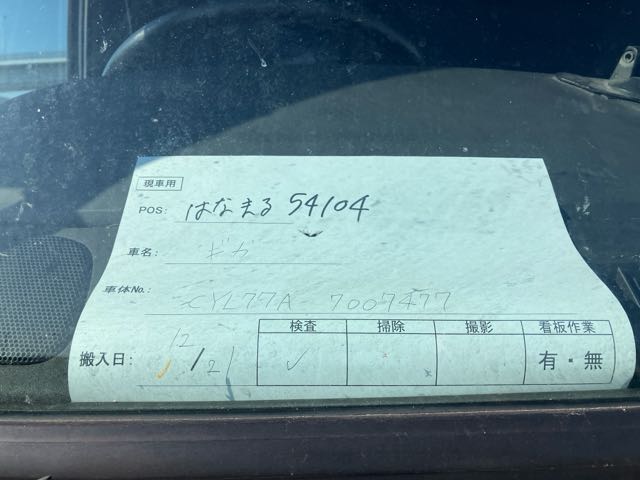 現車用
POS: はなまる 54104
車名: ギガ
車体No.: CYL77A-7007477
検査 掃除 撮影 看板作業
搬入日: 12/21 ✓ 有・無